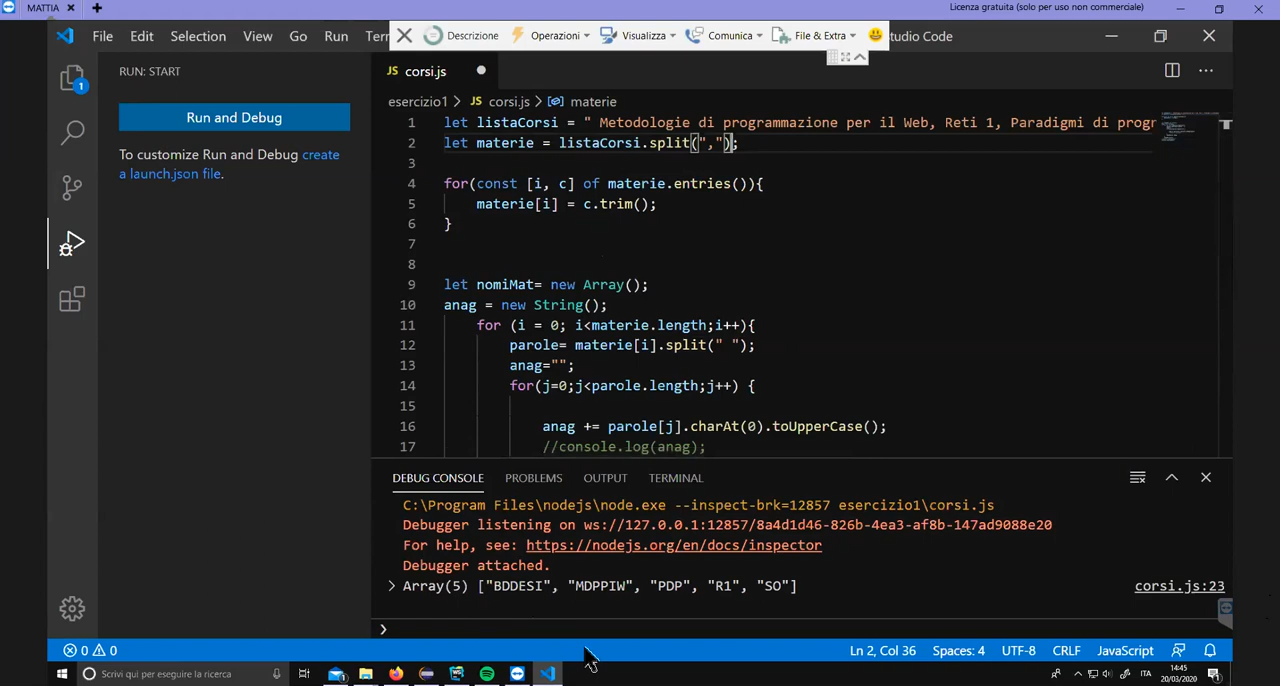 MATTIA
Licenza gratuita (solo per uso non commerciale)
File Edit Selection View Go Run Ter
Descrizione Operazioni Visualizza Comunica File & Extra
tudio Code
RUN: START
JS corsi.js
Run and Debug
To customize Run and Debug create
a launch.json file.
esercizio1 > JS corsi.js > materie
1 let listaCorsi = " Metodologie di programmazione per il Web, Reti 1, Paradigmi di progr
2 let materie = listaCorsi.split(",");
3
4 for(const [i, c] of materie.entries()){
5 materie[i] = c.trim();
6 }
7
8
9 let nomiMat= new Array();
10 anag = new String();
11 for (i = 0; i<materie.length;i++){
12 parole= materie[i].split(" ");
13 anag="";
14 for(j=0;j<parole.length;j++) {
15
16 anag += parole[j].charAt(0).toUpperCase();
17 //console.log(anag);
DEBUG CONSOLE PROBLEMS OUTPUT TERMINAL
C:\Program Files\nodejs\node.exe --inspect-brk=12857 esercizio1\corsi.js
Debugger listening on ws://127.0.0.1:12857/8a4d1d46-826b-4ea3-af8b-147ad9088e20
For help, see: https://nodejs.org/en/docs/inspector
Debugger attached.
> Array(5) ["BDDESI", "MDPPIW", "PDP", "R1", "SO"] corsi.js:23
>
0 0 Ln 2, Col 36 Spaces: 4 UTF-8 CRLF JavaScript
Scrivi qui per eseguire la ricerca ITA 14:45
20/03/2020